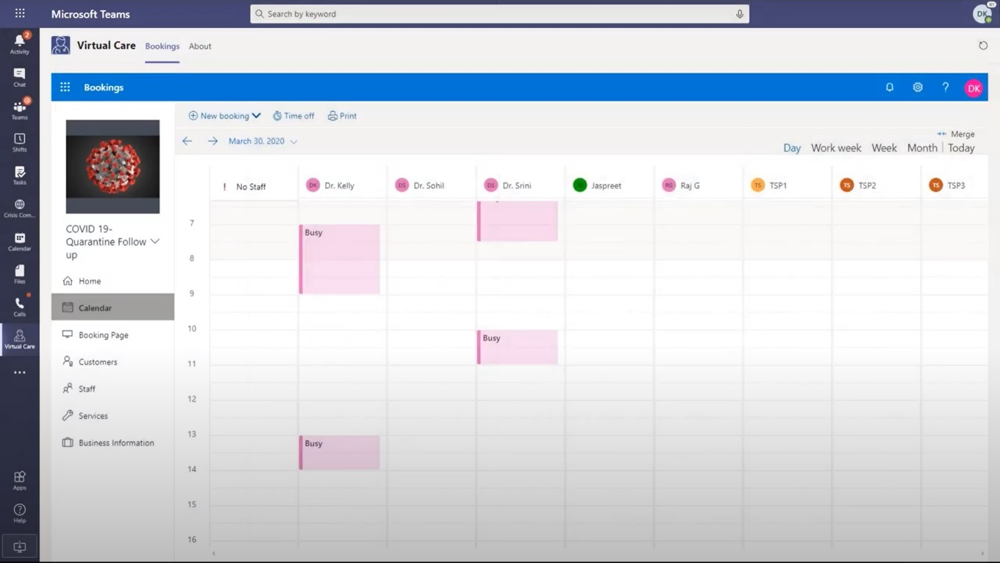 Microsoft Teams
Search by keyword
DK
2
Activity
Chat
Teams
Shifts
Tasks
Crisis Com...
Calendar
Files
Calls
Virtual Care
Apps
Help
Virtual Care Bookings About
Bookings
DK
COVID 19-
Quarantine Follow
up
Home
Calendar
Booking Page
Customers
Staff
Services
Business Information
New booking Time off Print
March 30, 2020
Merge
Day Work week Week Month Today
! No Staff
DK Dr. Kelly
DS Dr. Sohil
DS Dr. Srini
Jaspreet
RG Raj G
TS TSP1
TS TSP2
TS TSP3
7
Busy
8
9
10
Busy
11
12
13
Busy
14
15
16